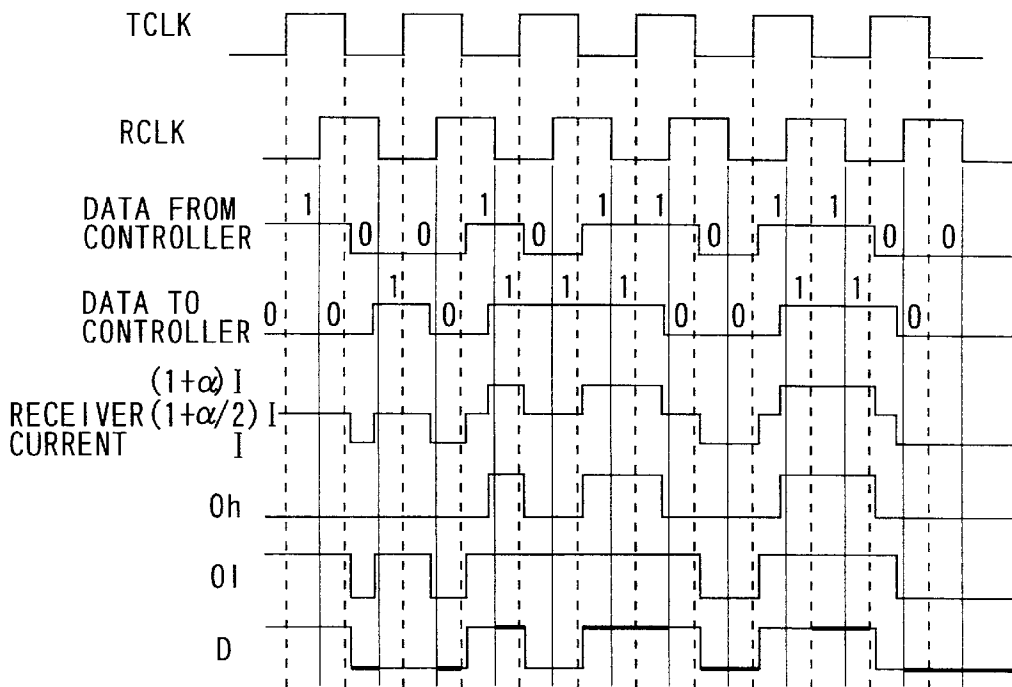 TCLK
RCLK
DATA FROM
CONTROLLER
1 0 0 1 0 1 1 0 1 1 0 0
DATA TO
CONTROLLER
0 0 1 0 1 1 1 0 0 1 1 0
(1+α)I
RECEIVER (1+α/2)I
CURRENT I
Oh
Ol
D